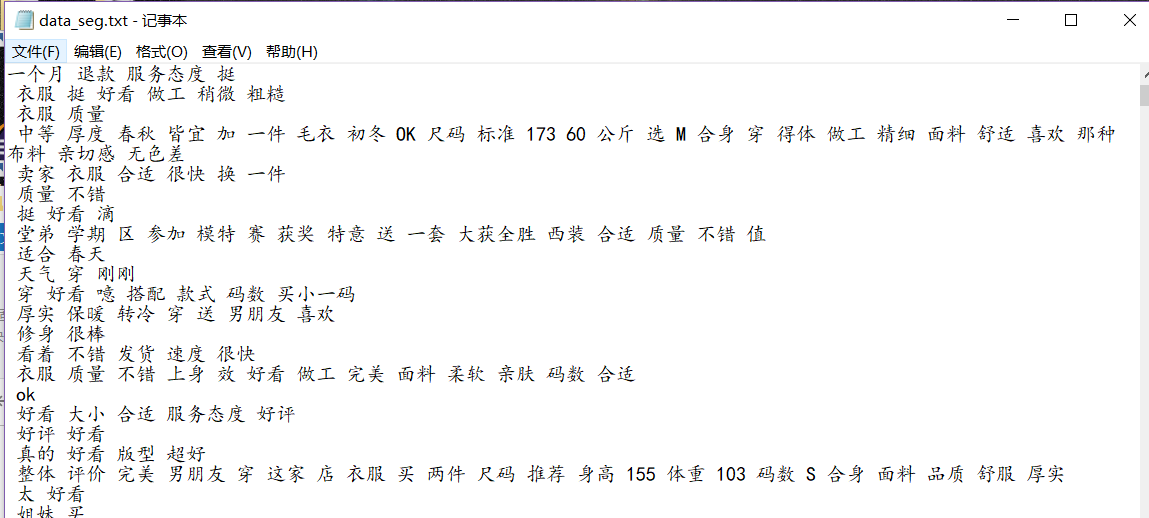 data_seg.txt - 记事本
文件(F) 编辑(E) 格式(O) 查看(V) 帮助(H)
一个月 退款 服务态度 挺
衣服 挺 好看 做工 稍微 粗糙
衣服 质量
中等 厚度 春秋 皆宜 加 一件 毛衣 初冬 OK 尺码 标准 173 60 公斤 选 M 合身 穿 得体 做工 精细 面料 舒适 喜欢 那种
布料 亲切感 无色差
卖家 衣服 合适 很快 换 一件
质量 不错
挺 好看 滴
堂弟 学期 区 参加 模特 赛 获奖 特意 送 一套 大获全胜 西装 合适 质量 不错 值
适合 春天
天气 穿 刚刚
穿 好看 噫 搭配 款式 码数 买小一码
厚实 保暖 转冷 穿 送 男朋友 喜欢
修身 很棒
看着 不错 发货 速度 很快
衣服 质量 不错 上身 效 好看 做工 完美 面料 柔软 亲肤 码数 合适
ok
好看 大小 合适 服务态度 好评
好评 好看
真的 好看 版型 超好
整体 评价 完美 男朋友 穿 这家 店 衣服 买 两件 尺码 推荐 身高 155 体重 103 码数 S 合身 面料 品质 舒服 厚实
太 好看
姐妹 买